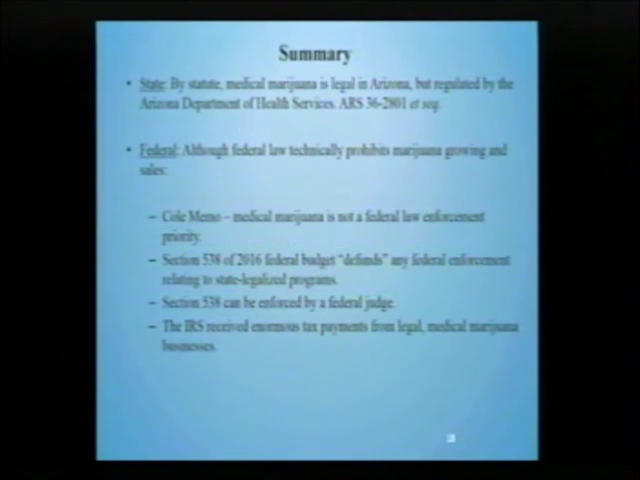 Summary
• State: By statute, medical marijuana is legal in Arizona, but regulated by the
Arizona Department of Health Services. ARS 36-2801 et seq.
• Federal: Although federal law technically prohibits marijuana growing and
sales:
– Cole Memo – medical marijuana is not a federal law enforcement
priority.
– Section 538 of 2016 federal budget “defunds” any federal enforcement
relating to state-legalized programs.
– Section 538 can be enforced by a federal judge.
– The IRS received enormous tax payments from legal, medical marijuana
businesses.